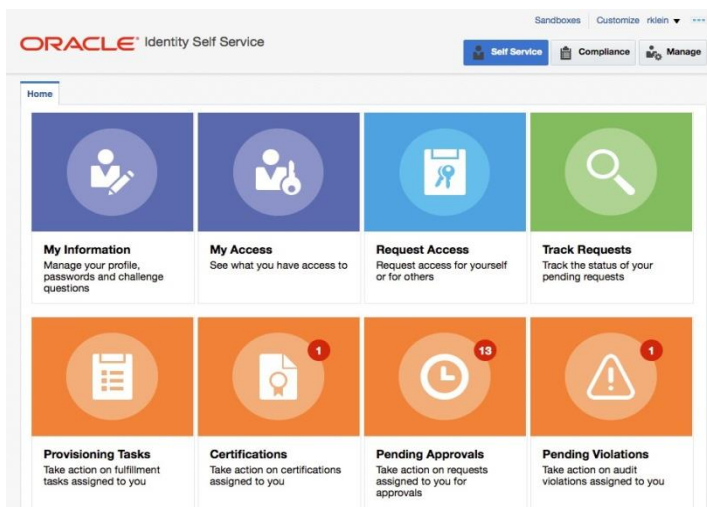 Sandboxes Customize rklein
ORACLE Identity Self Service
Self Service Compliance Manage
Home
My Information
Manage your profile,
passwords and challenge
questions
My Access
See what you have access to
Request Access
Request access for yourself
or for others
Track Requests
Track the status of your
pending requests
1
13
1
Provisioning Tasks
Take action on fulfillment
tasks assigned to you
Certifications
Take action on certifications
assigned to you
Pending Approvals
Take action on requests
assigned to you for
approvals
Pending Violations
Take action on audit
violations assigned to you